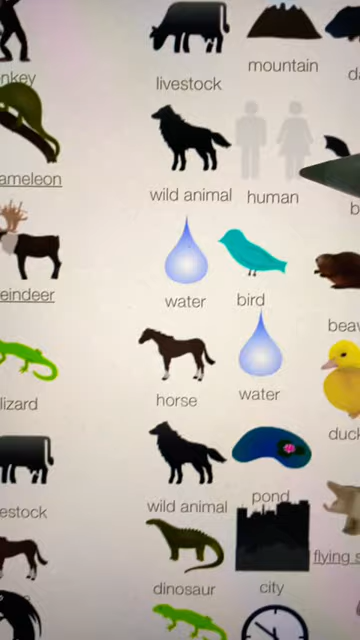 mountain
livestock
nkey
ameleon
wild animal human
eindeer
water bird
beav
horse water
lizard
duck
wild animal pond
estock
flying s
dinosaur city